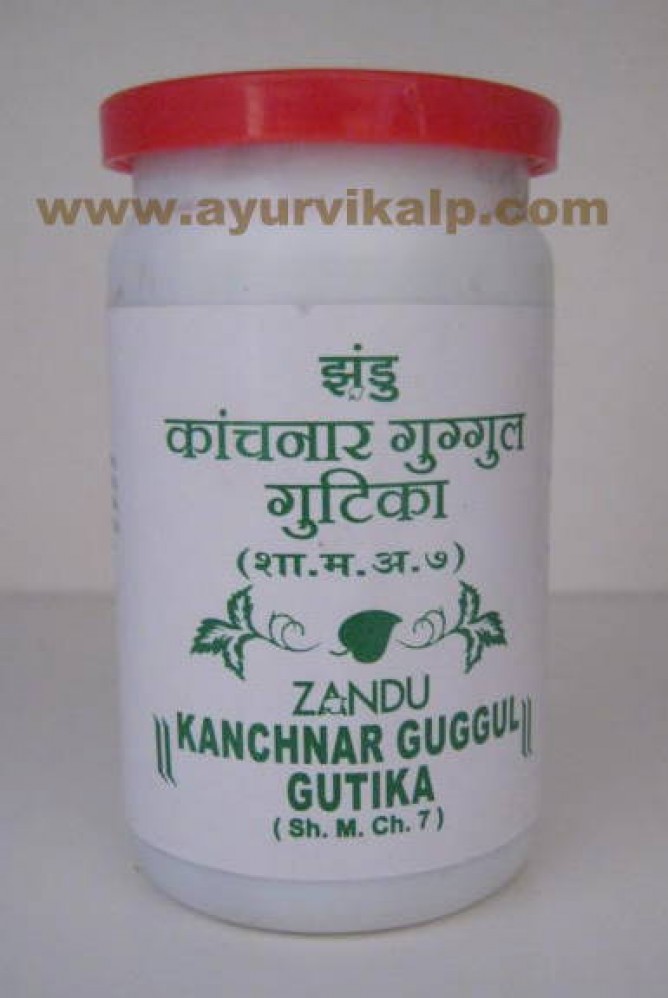 www.ayurvikalp.com
झंडु
कांचनार गुग्गुल
गुटिका
(शा.म.अ.७)
ZANDU
KANCHNAR GUGGUL
GUTIKA
( Sh. M. Ch. 7 )